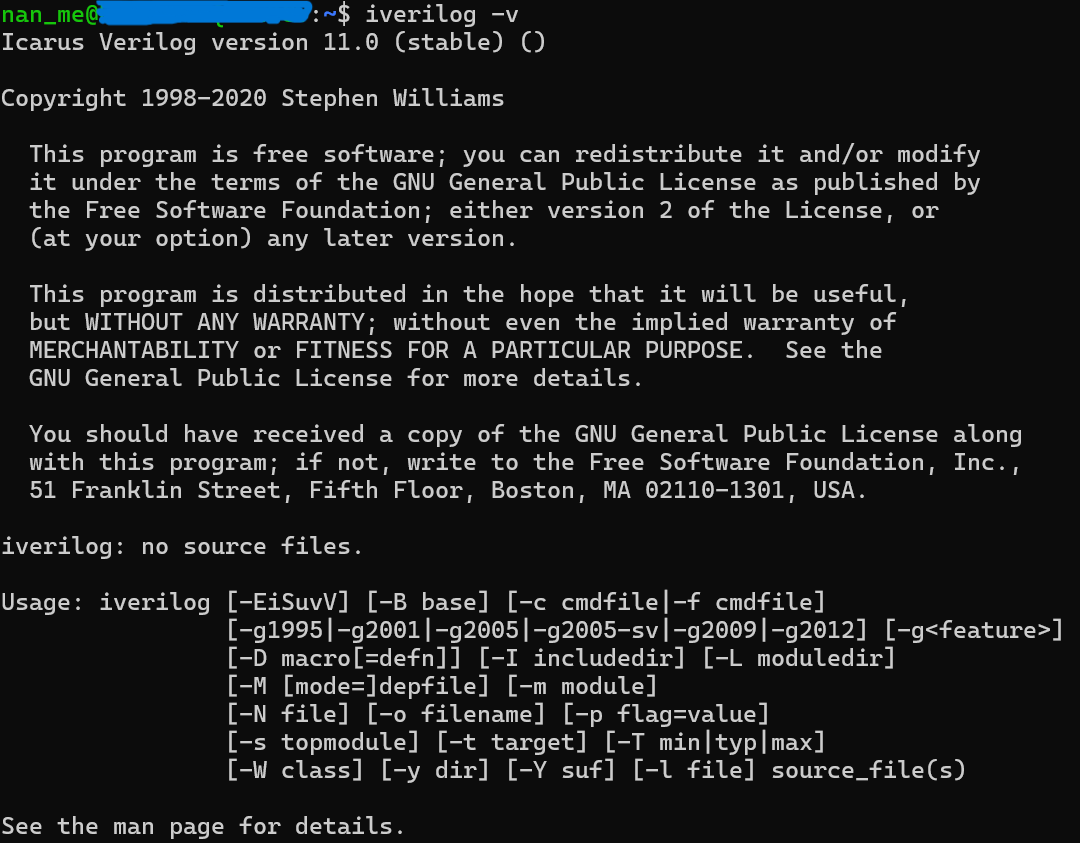 nan_me@:~$ iverilog -v
Icarus Verilog version 11.0 (stable) ()
Copyright 1998-2020 Stephen Williams
This program is free software; you can redistribute it and/or modify
it under the terms of the GNU General Public License as published by
the Free Software Foundation; either version 2 of the License, or
(at your option) any later version.
This program is distributed in the hope that it will be useful,
but WITHOUT ANY WARRANTY; without even the implied warranty of
MERCHANTABILITY or FITNESS FOR A PARTICULAR PURPOSE.  See the
GNU General Public License for more details.
You should have received a copy of the GNU General Public License along
with this program; if not, write to the Free Software Foundation, Inc.,
51 Franklin Street, Fifth Floor, Boston, MA 02110-1301, USA.
iverilog: no source files.
Usage: iverilog [-EiSuvV] [-B base] [-c cmdfile|-f cmdfile]
[-g1995|-g2001|-g2005|-g2005-sv|-g2009|-g2012] [-g<feature>]
[-D macro[=defn]] [-I includedir] [-L moduledir]
[-M [mode=]depfile] [-m module]
[-N file] [-o filename] [-p flag=value]
[-s topmodule] [-t target] [-T min|typ|max]
[-W class] [-y dir] [-Y suf] [-l file] source_file(s)
See the man page for details.